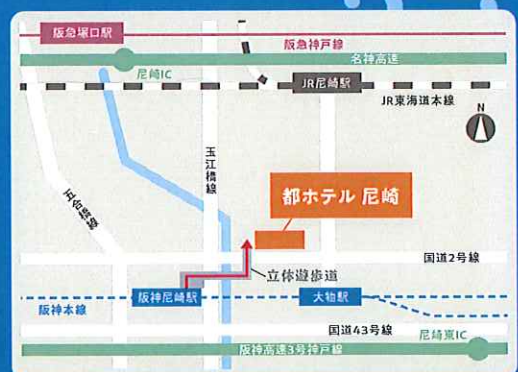 阪急塚口駅
阪急神戸線
名神高速
尼崎IC
JR尼崎駅
JR東海道本線
N
玉江橋線
五合橋線
都ホテル 尼崎
国道2号線
立体遊歩道
阪神尼崎駅
大物駅
阪神本線
国道43号線
尼崎東IC
阪神高速3号神戸線